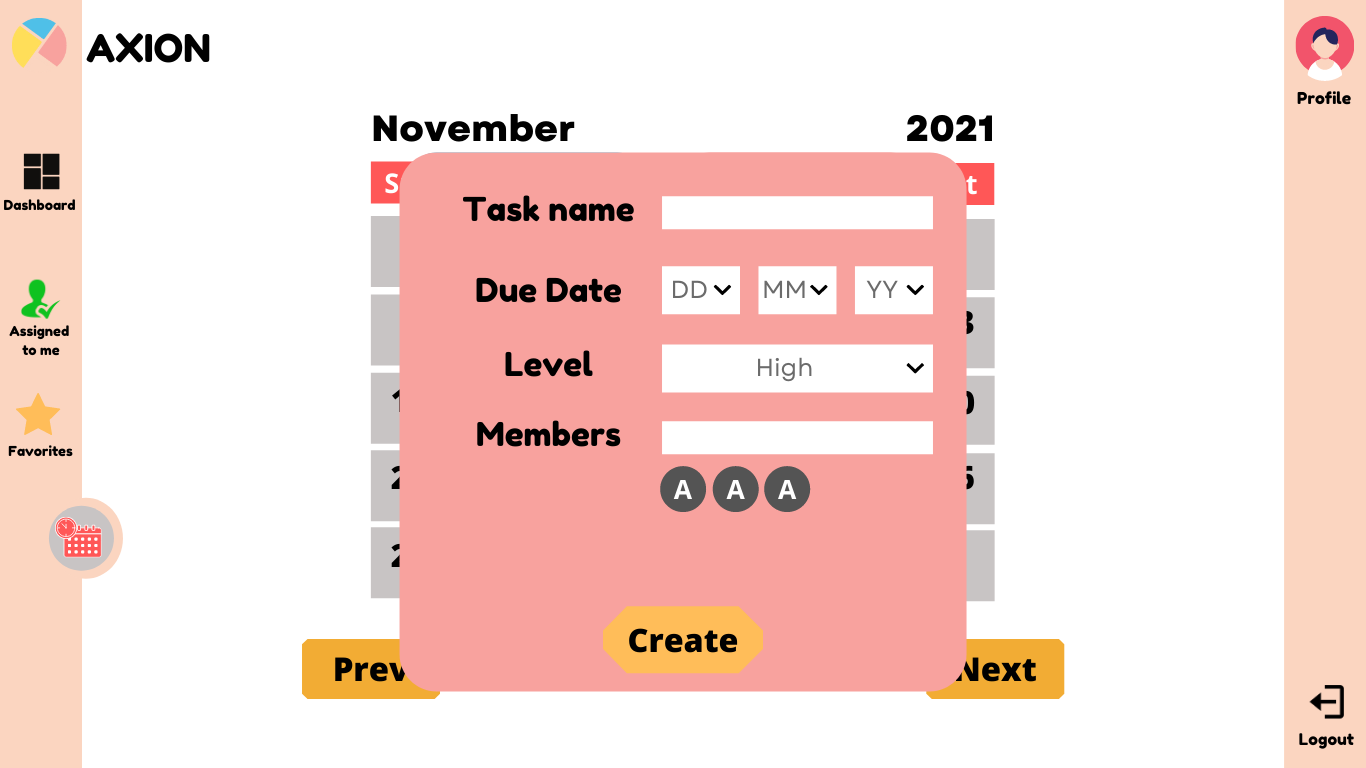 AXION
Profile
November 2021
Dashboard
Task name
Due Date DD MM YY
Assigned
to me
Level High
Favorites
Members
A A A
Create
Next
Logout